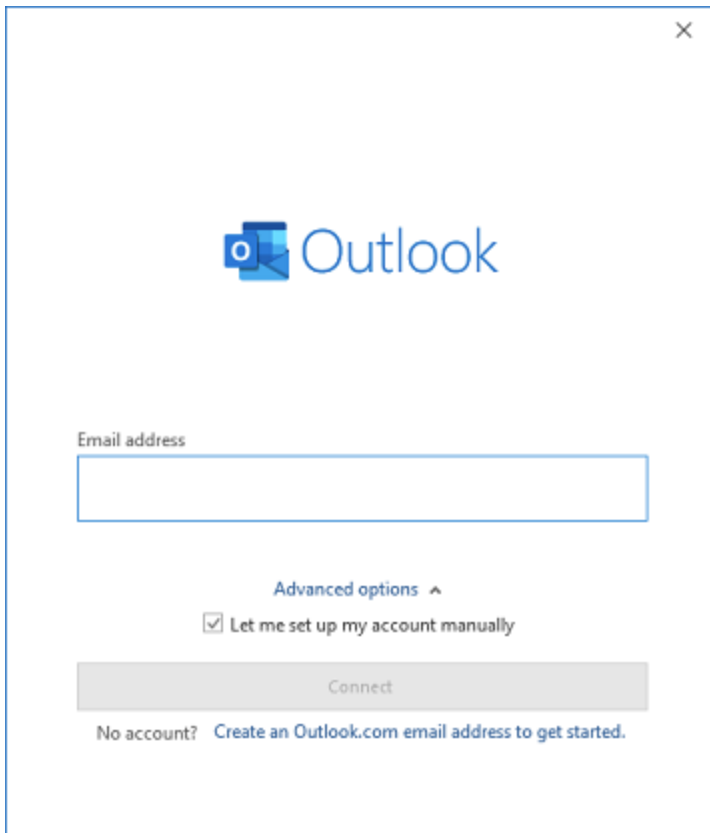 Outlook
Email address
Advanced options
Let me set up my account manually
Connect
No account? Create an Outlook.com email address to get started.